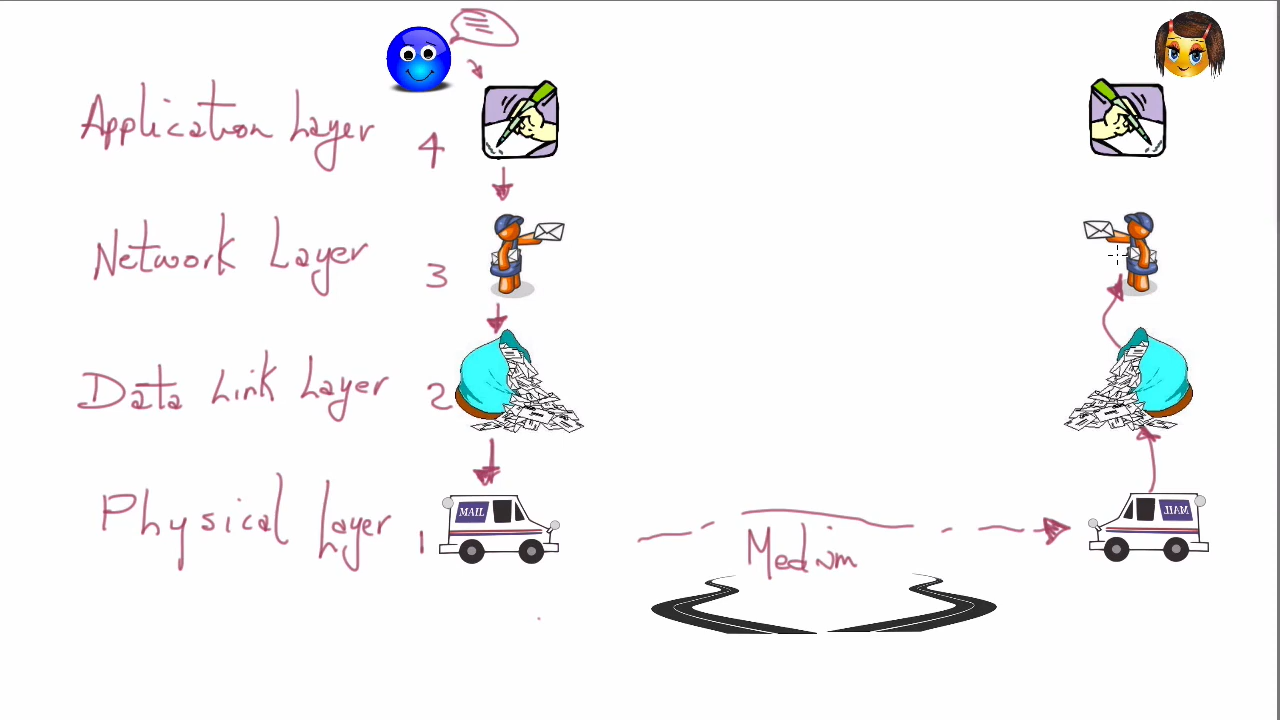 Application Layer 4
Network Layer 3
Data Link Layer 2
Physical Layer 1
MAIL
MAIL
Medium